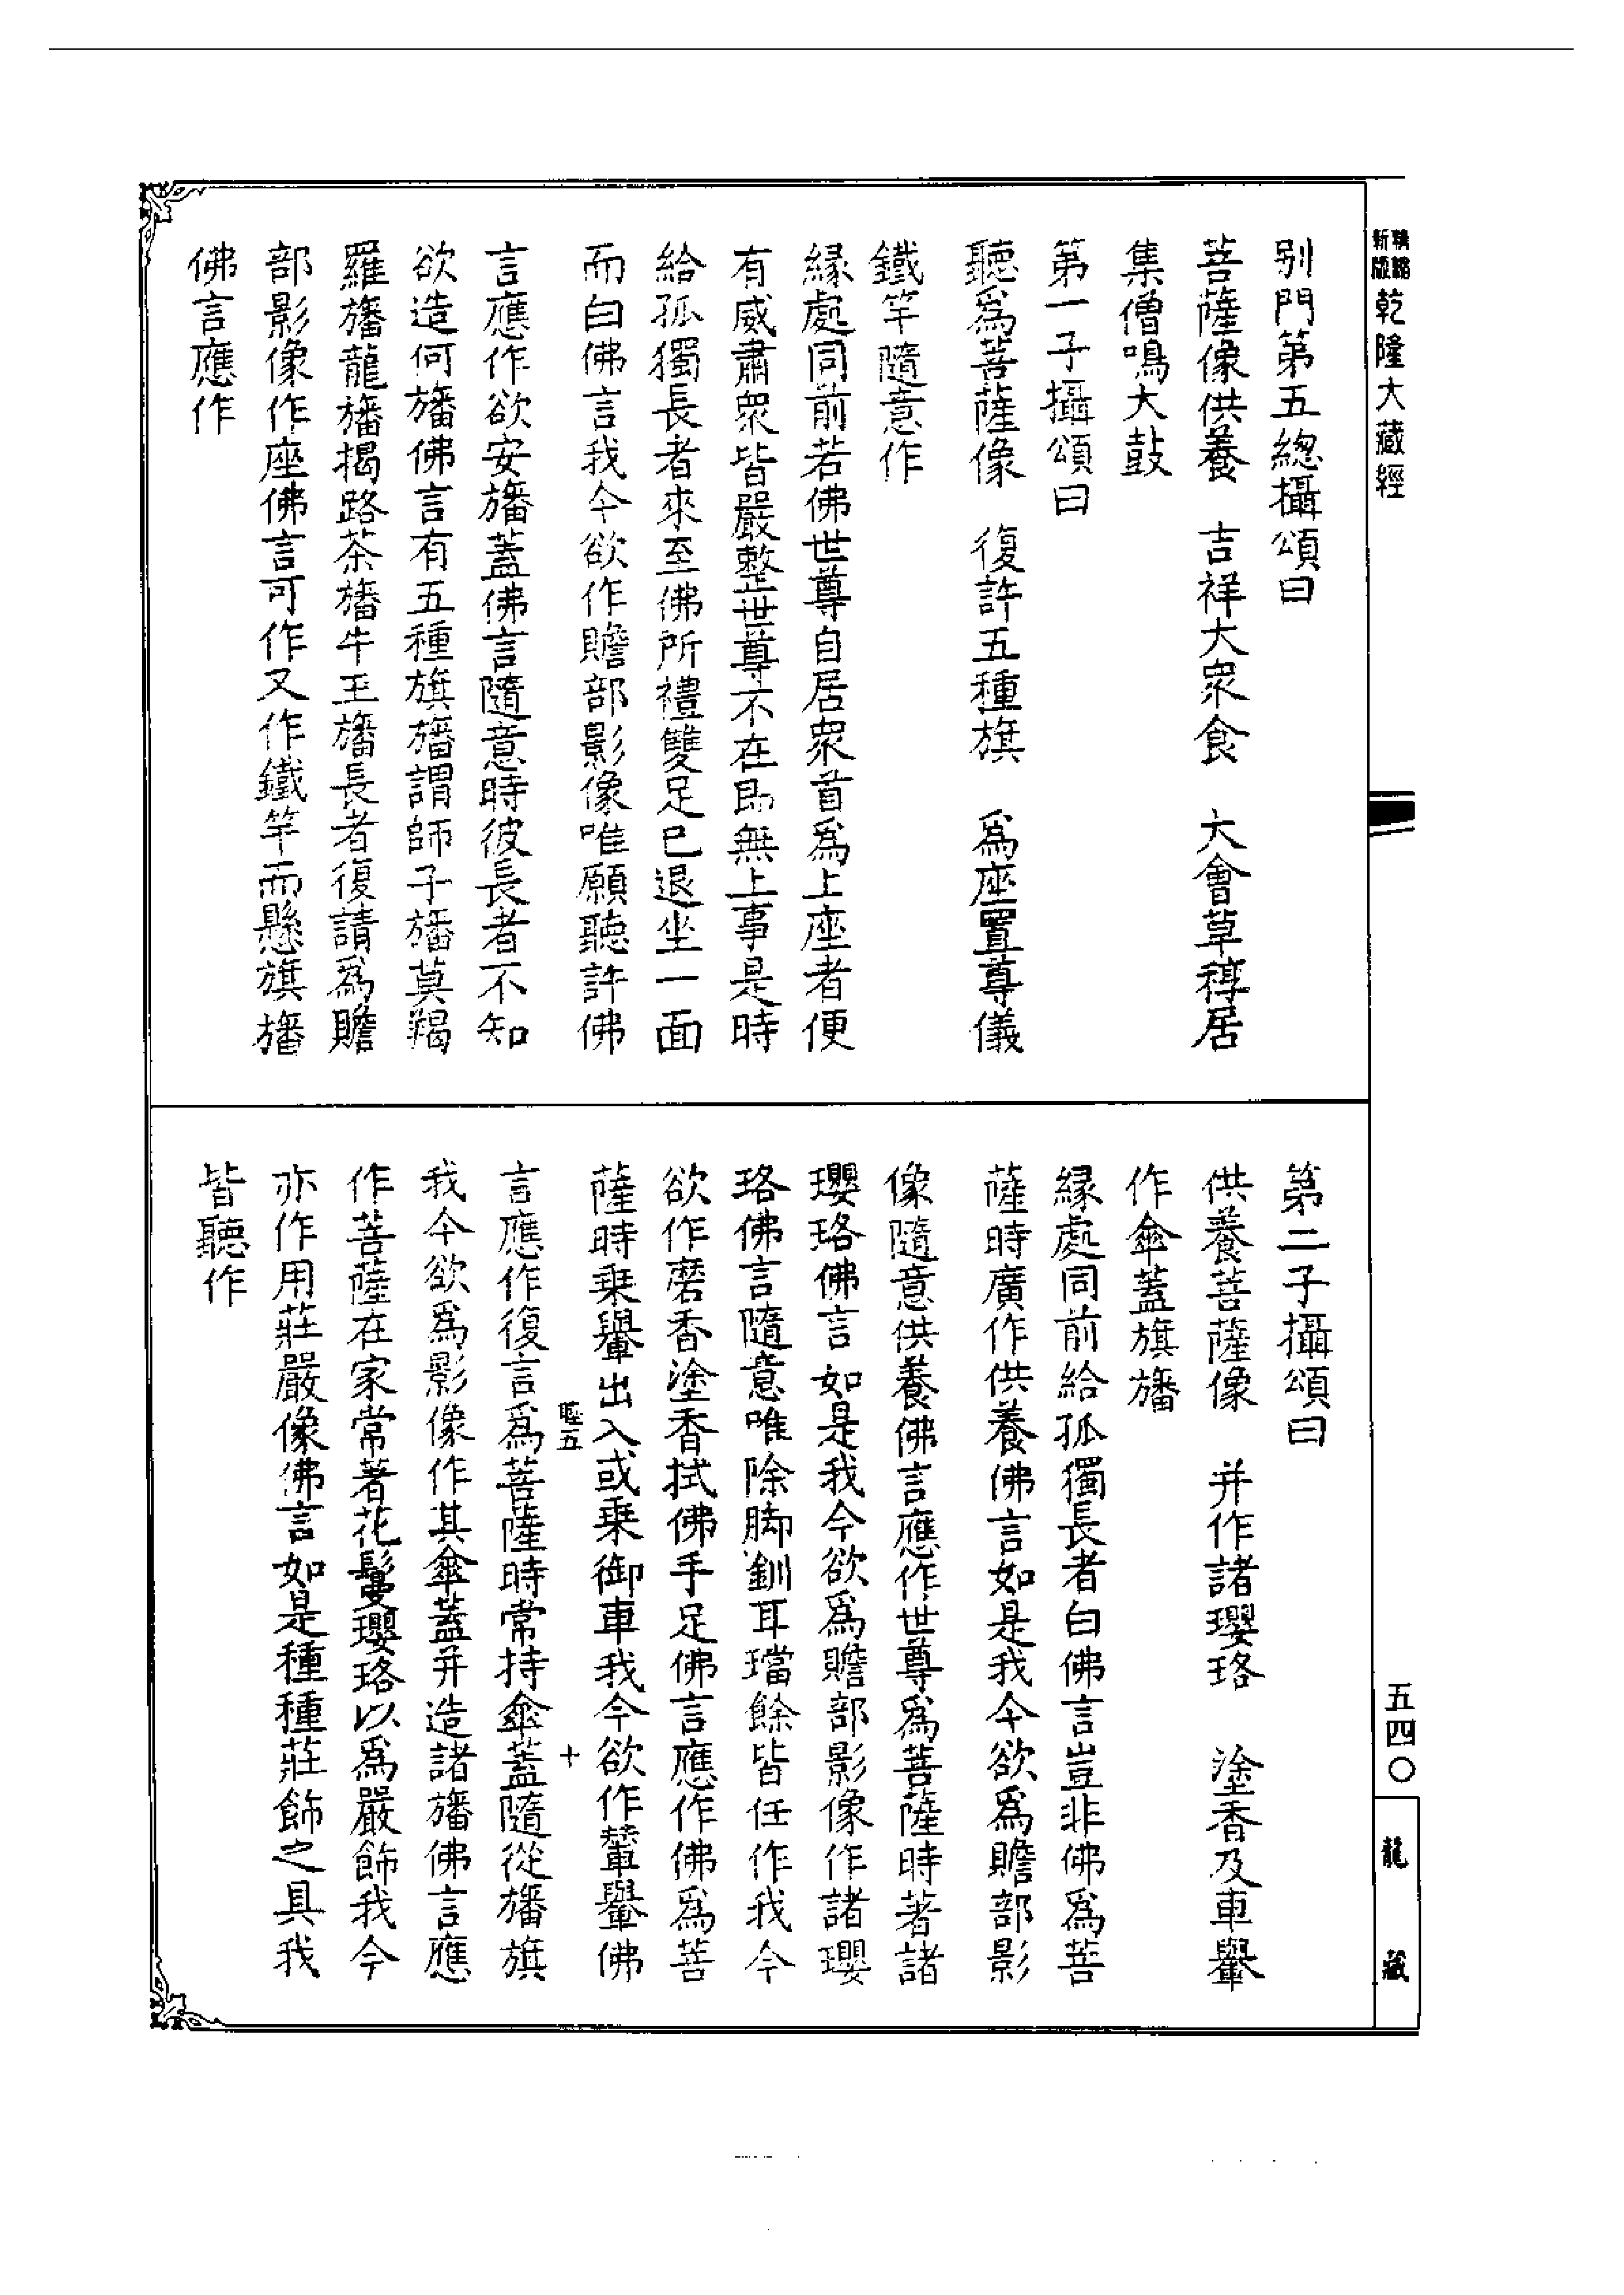 精縮
新版
乾隆大藏經
別門第五總攝頌曰
菩薩像供養　吉祥大眾食　大會草稕居
集僧鳴大鼓
第一子攝頌曰
聽爲菩薩像　復許五種旗　爲座置尊儀
鐵竿隨意作
緣處同前若佛世尊自居眾首爲上座者便
有威肅眾皆嚴整世尊不在即無上事是時
給孤獨長者來至佛所禮雙足已退坐一面
而白佛言我今欲作贍部影像唯願聽許佛
言應作欲安旛蓋佛言隨意時彼長者不知
欲造何旛佛言有五種旗旛謂師子旛莫羯
羅旛龍旛揭路荼旛牛王旛長者復請爲贍
部影像作座佛言可作又作鐵竿而懸旗旛
佛言應作
第二子攝頌曰
供養菩薩像　并作諸瓔珞　塗香及車轝
作傘蓋旗旛
緣處同前給孤獨長者白佛言豈非佛爲菩
薩時廣作供養佛言如是我今欲爲贍部影
像隨意供養佛言應作世尊爲菩薩時著諸
瓔珞佛言如是我今欲爲贍部影像作諸瓔
珞佛言隨意唯除脚釧耳璫餘皆任作我今
欲作磨香塗香拭佛手足佛言應作佛爲菩
薩時乘轝出入或乘御車我今欲作輦轝佛
睦五
十
言應作復言爲菩薩時常持傘蓋隨從旛旗
我今欲爲影像作其傘蓋并造諸旛佛言應
作菩薩在家常著花鬘瓔珞以爲嚴飾我今
亦作用莊嚴像佛言如是種種莊飾之具我
皆聽作
五四〇
龍藏